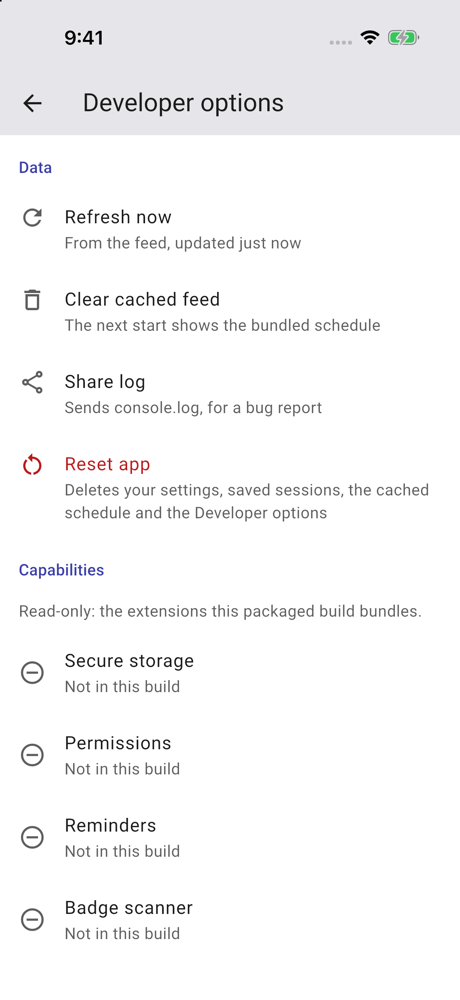 9:41
Developer options
Data
Refresh now
From the feed, updated just now
Clear cached feed
The next start shows the bundled schedule
Share log
Sends console.log, for a bug report
Reset app
Deletes your settings, saved sessions, the cached
schedule and the Developer options
Capabilities
Read-only: the extensions this packaged build bundles.
Secure storage
Not in this build
Permissions
Not in this build
Reminders
Not in this build
Badge scanner
Not in this build